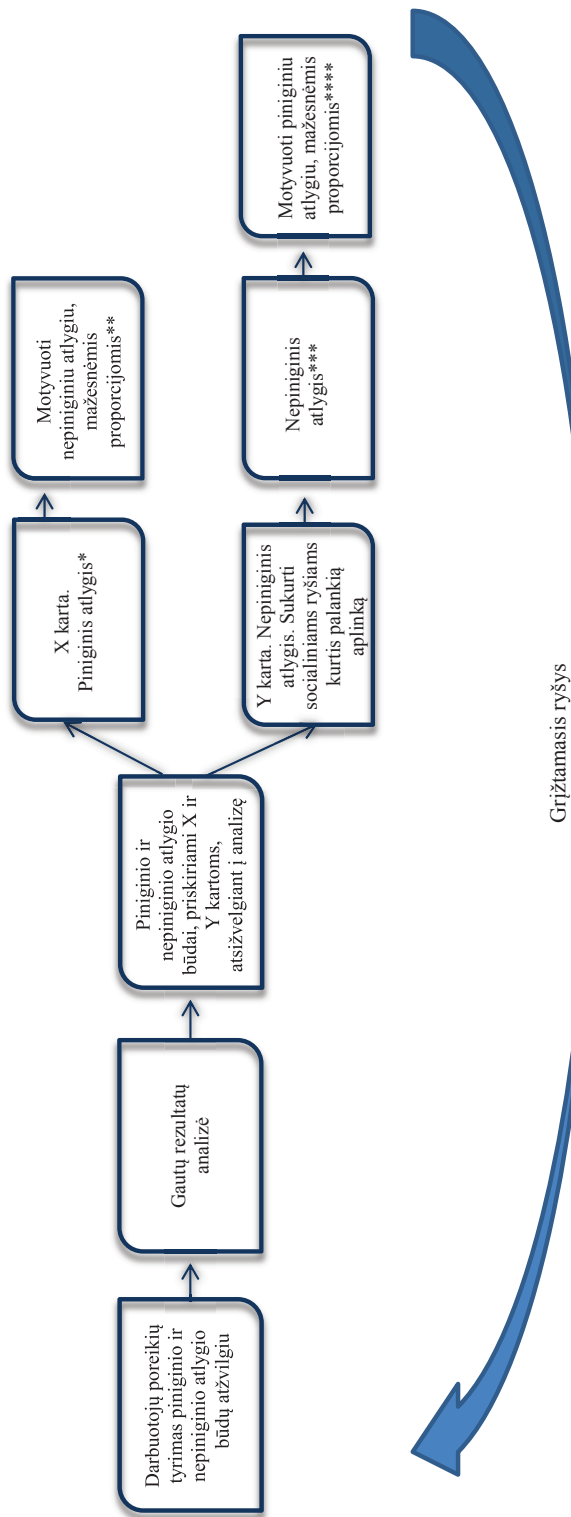 Darbuotojų poreikių
tyrimas piniginio ir
nepiniginio atlygio
būdų atžvilgiu
Gautų rezultatų
analizė
Piniginio ir
nepiniginio atlygio
būdai, priskiriami X ir
Y kartoms,
atsižvelgiant į analizę
X karta.
Piniginis atlygis*
Motyvuoti
nepiniginiu atlygiu,
mažesnėmis
proporcijomis**
Y karta. Nepiniginis
atlygis. Sukurti
socialiniams ryšiams
kurtis palankią
aplinką
Nepiniginis
atlygis***
Motyvuoti piniginiu
atlygiu, mažesnėmis
proporcijomis****
Grįžtamasis ryšys